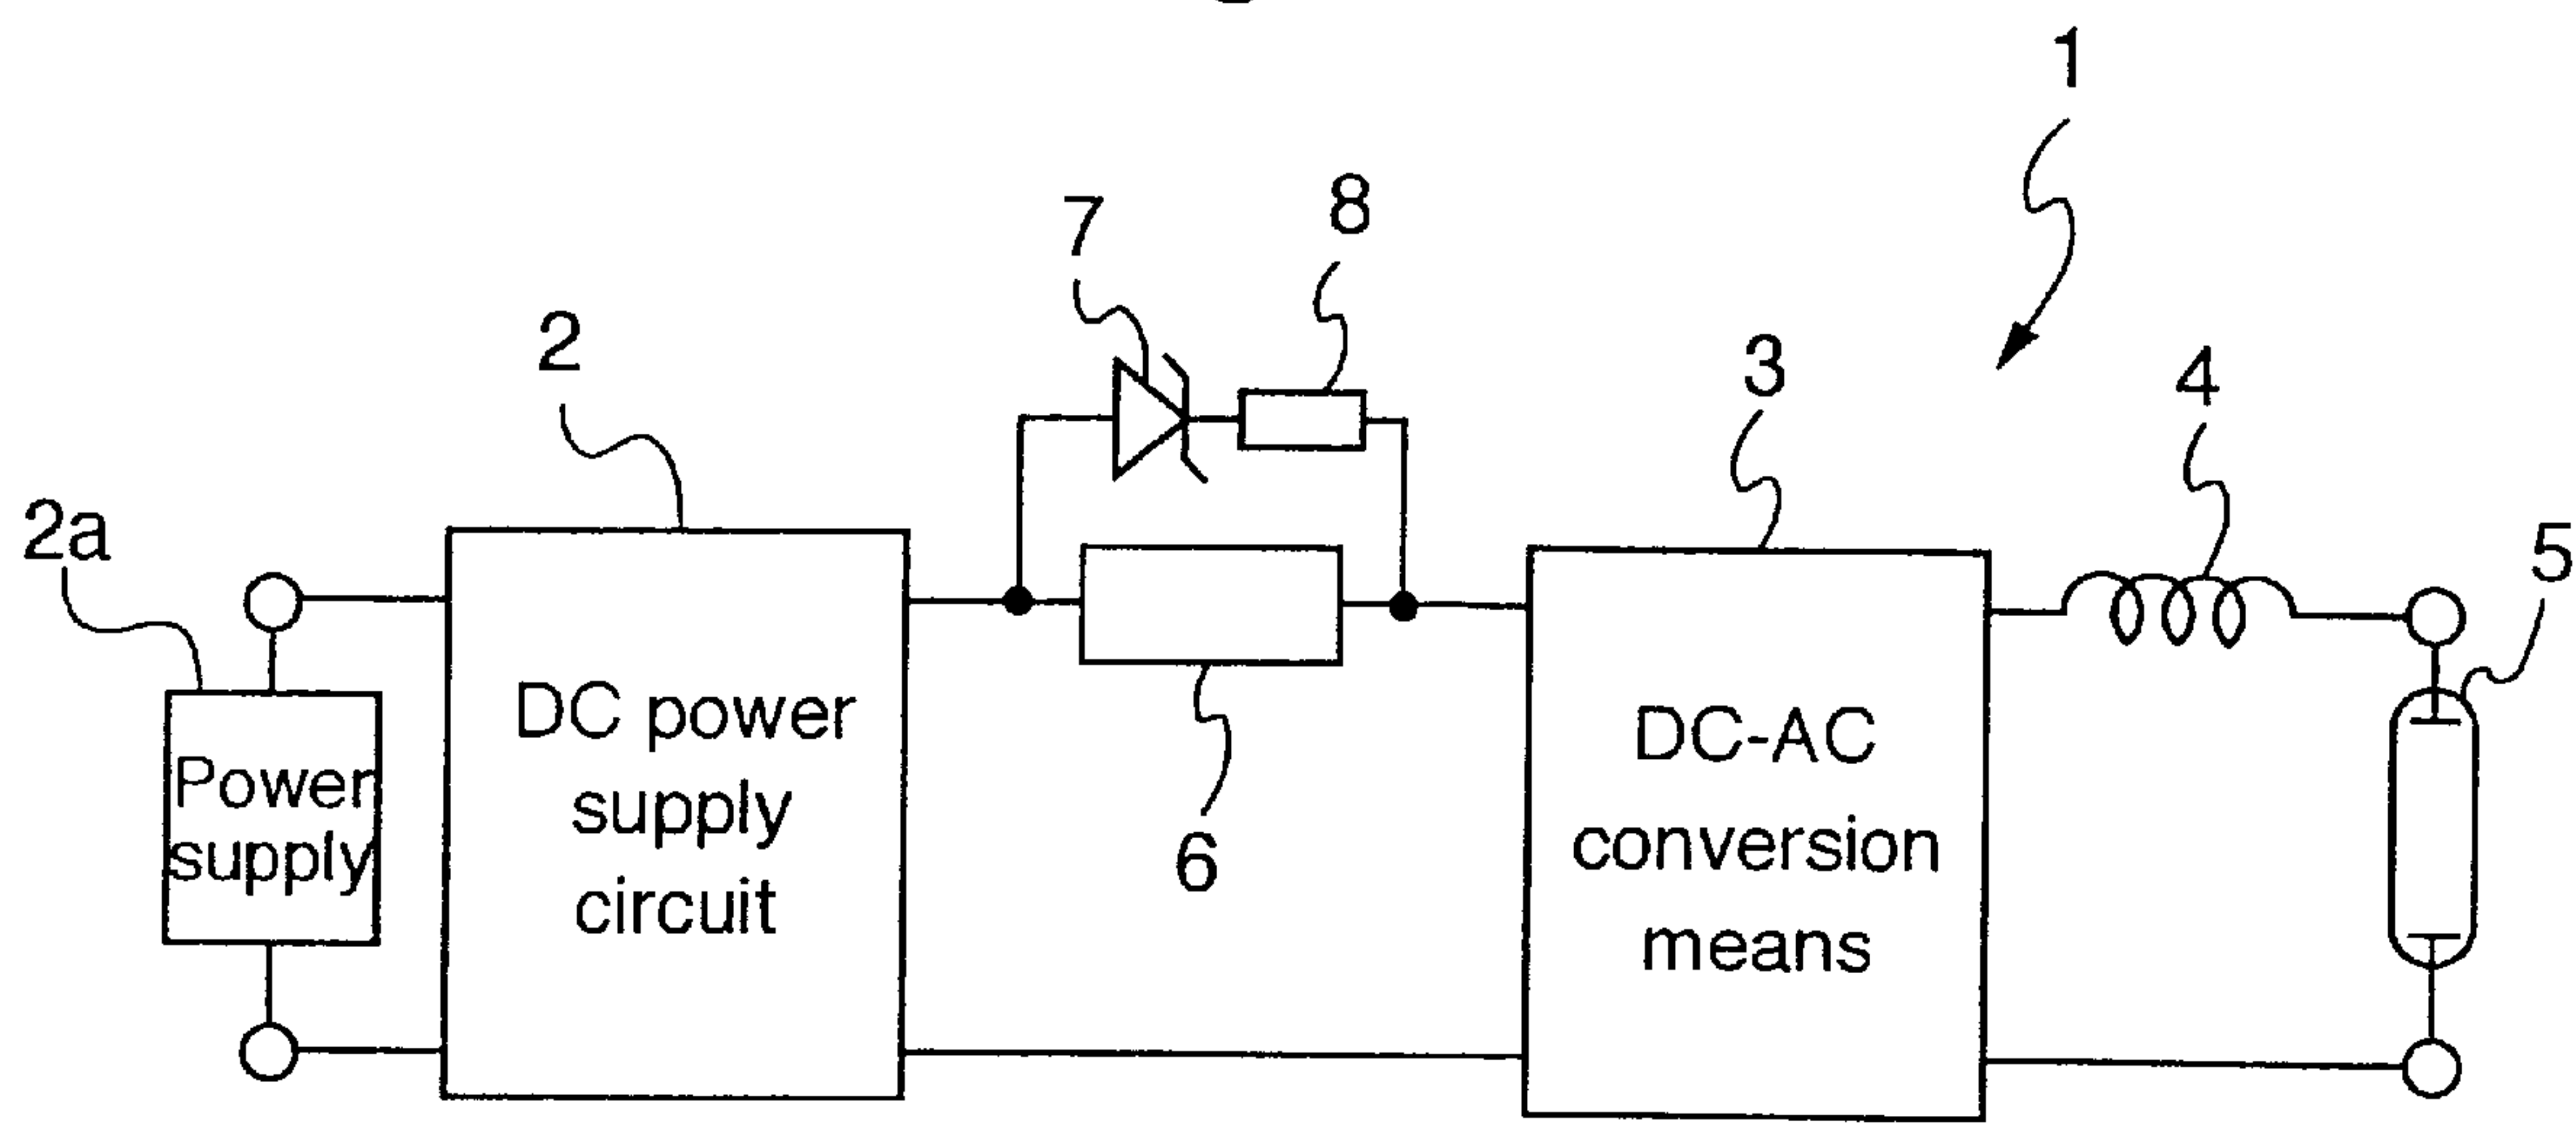 1
7
8
2
3
4
2a
5
DC power
supply
circuit
Power
supply
6
DC-AC
conversion
means